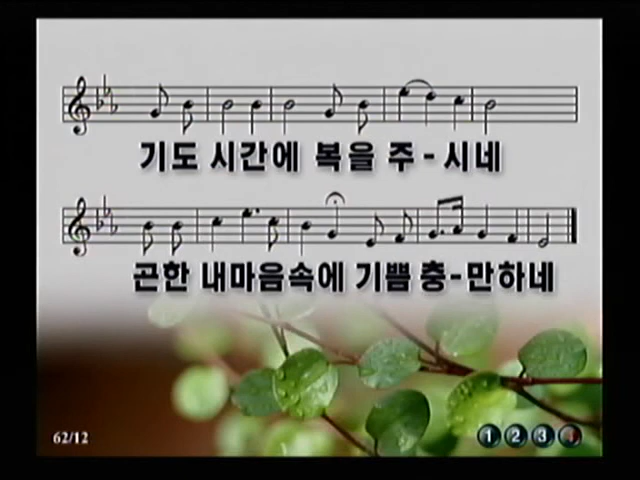 기도 시간에 복을 주-시네
곤한 내마음속에 기쁨 충-만하네
62/12
1 2 3 4